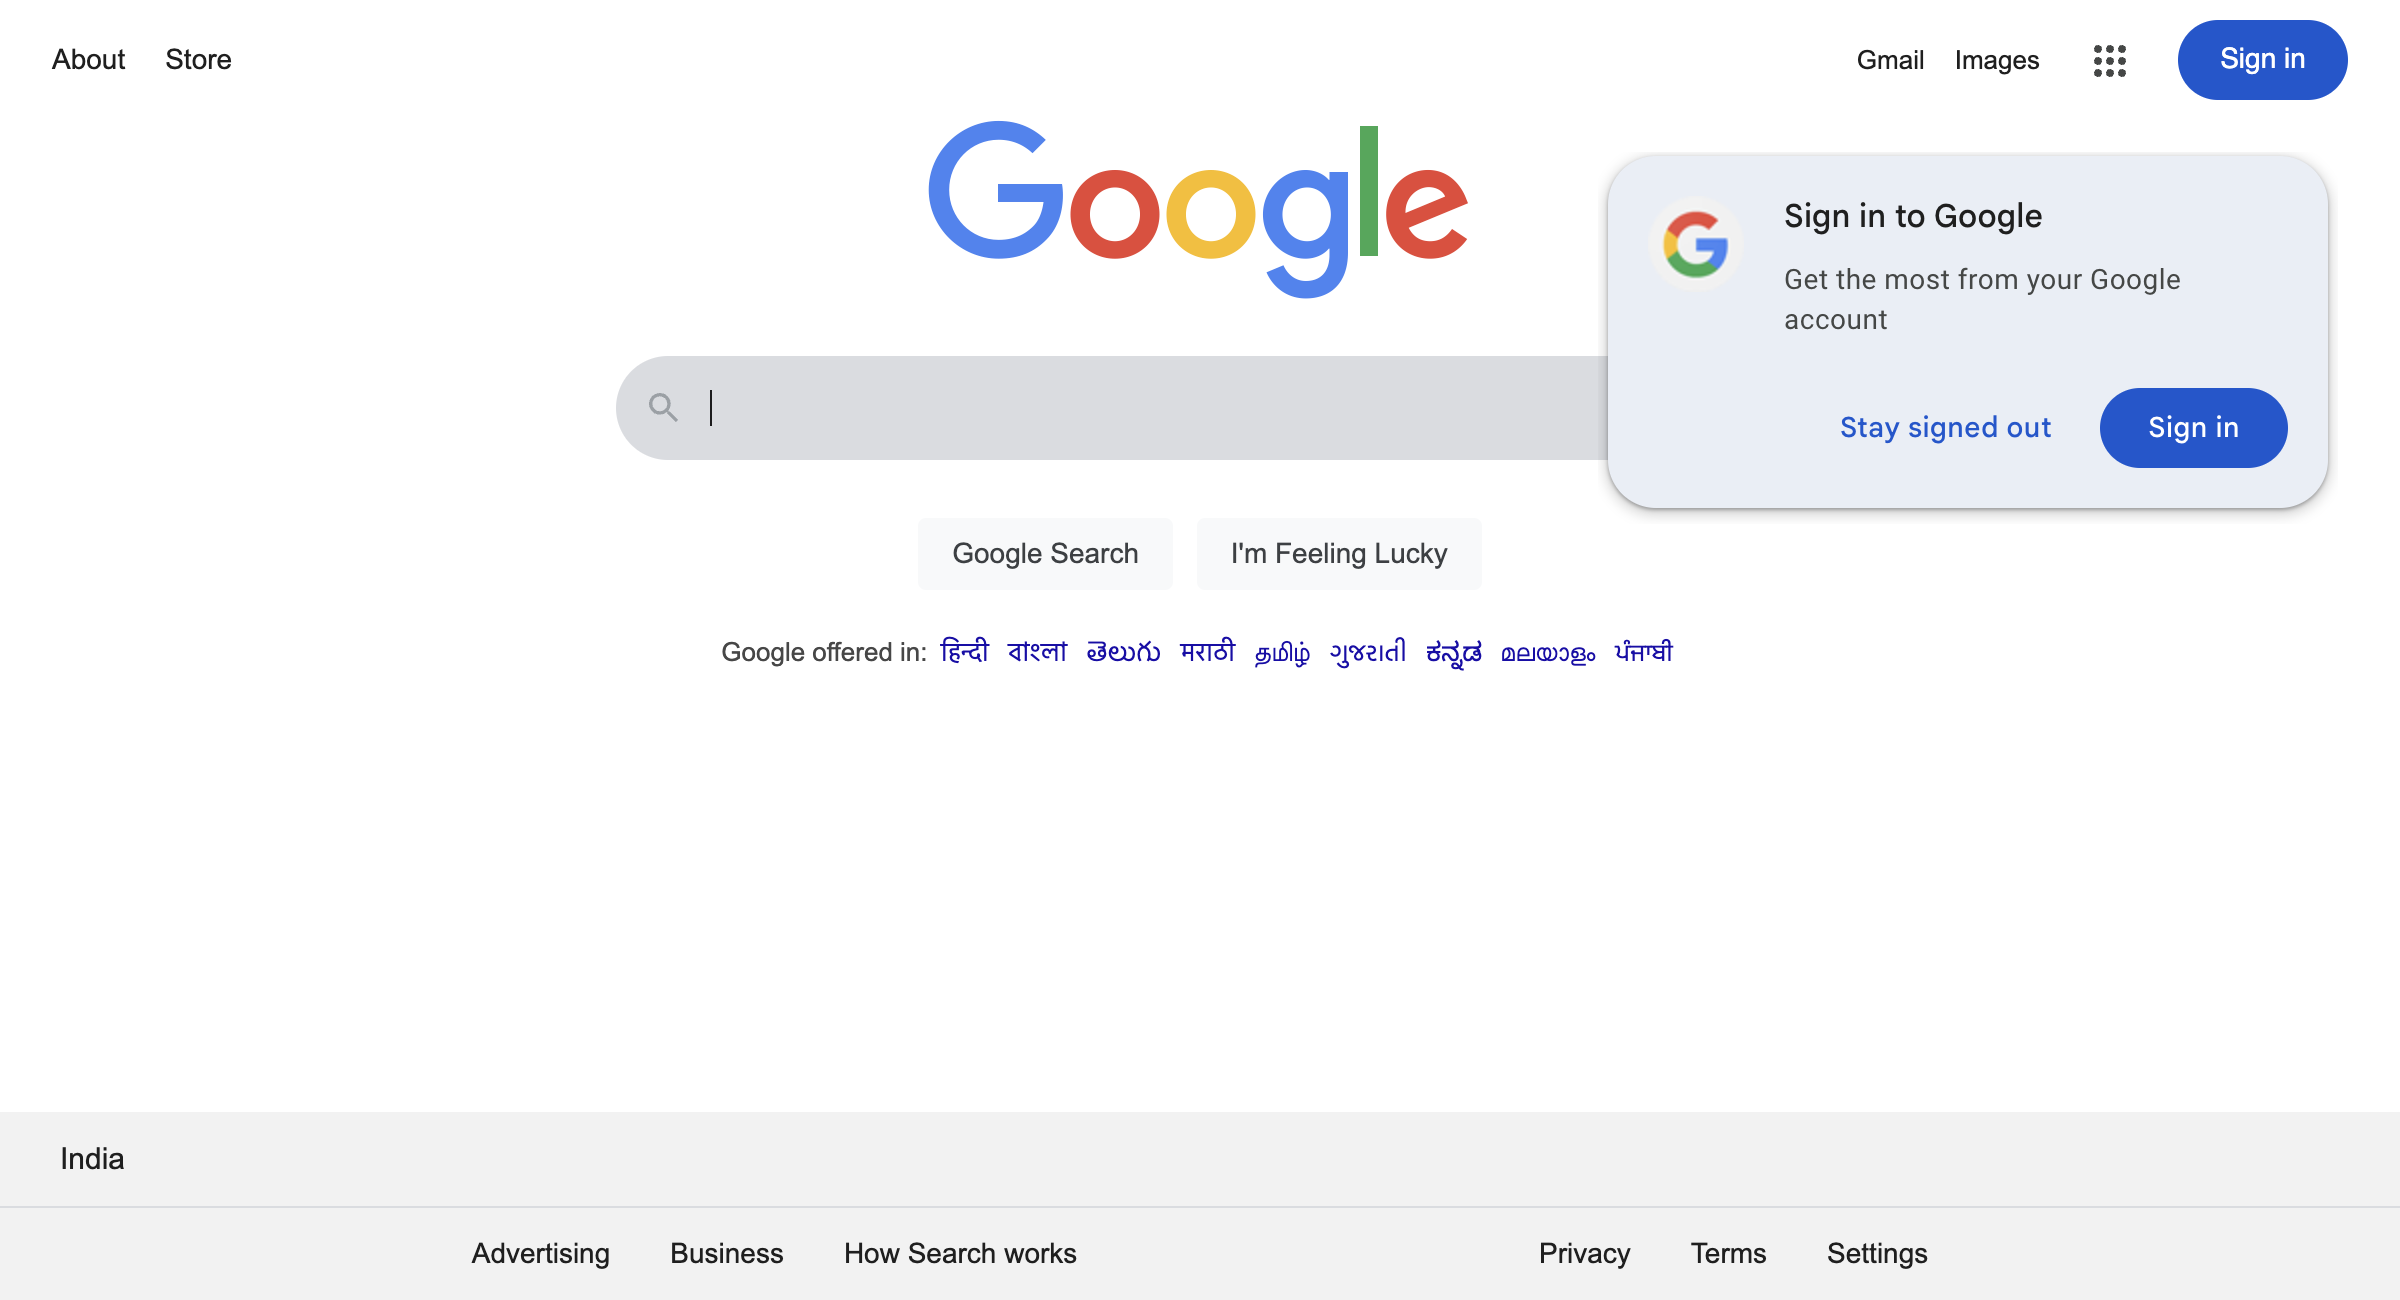 About Store
Gmail Images Sign in
Google
Sign in to Google
Get the most from your Google
account
Stay signed out Sign in
Google Search I'm Feeling Lucky
Google offered in: हिन्दी বাংলা తెలుగు मराठी தமிழ் ગુજરાતી ಕನ್ನಡ മലയാളം ਪੰਜਾਬੀ
India
Advertising Business How Search works Privacy Terms Settings